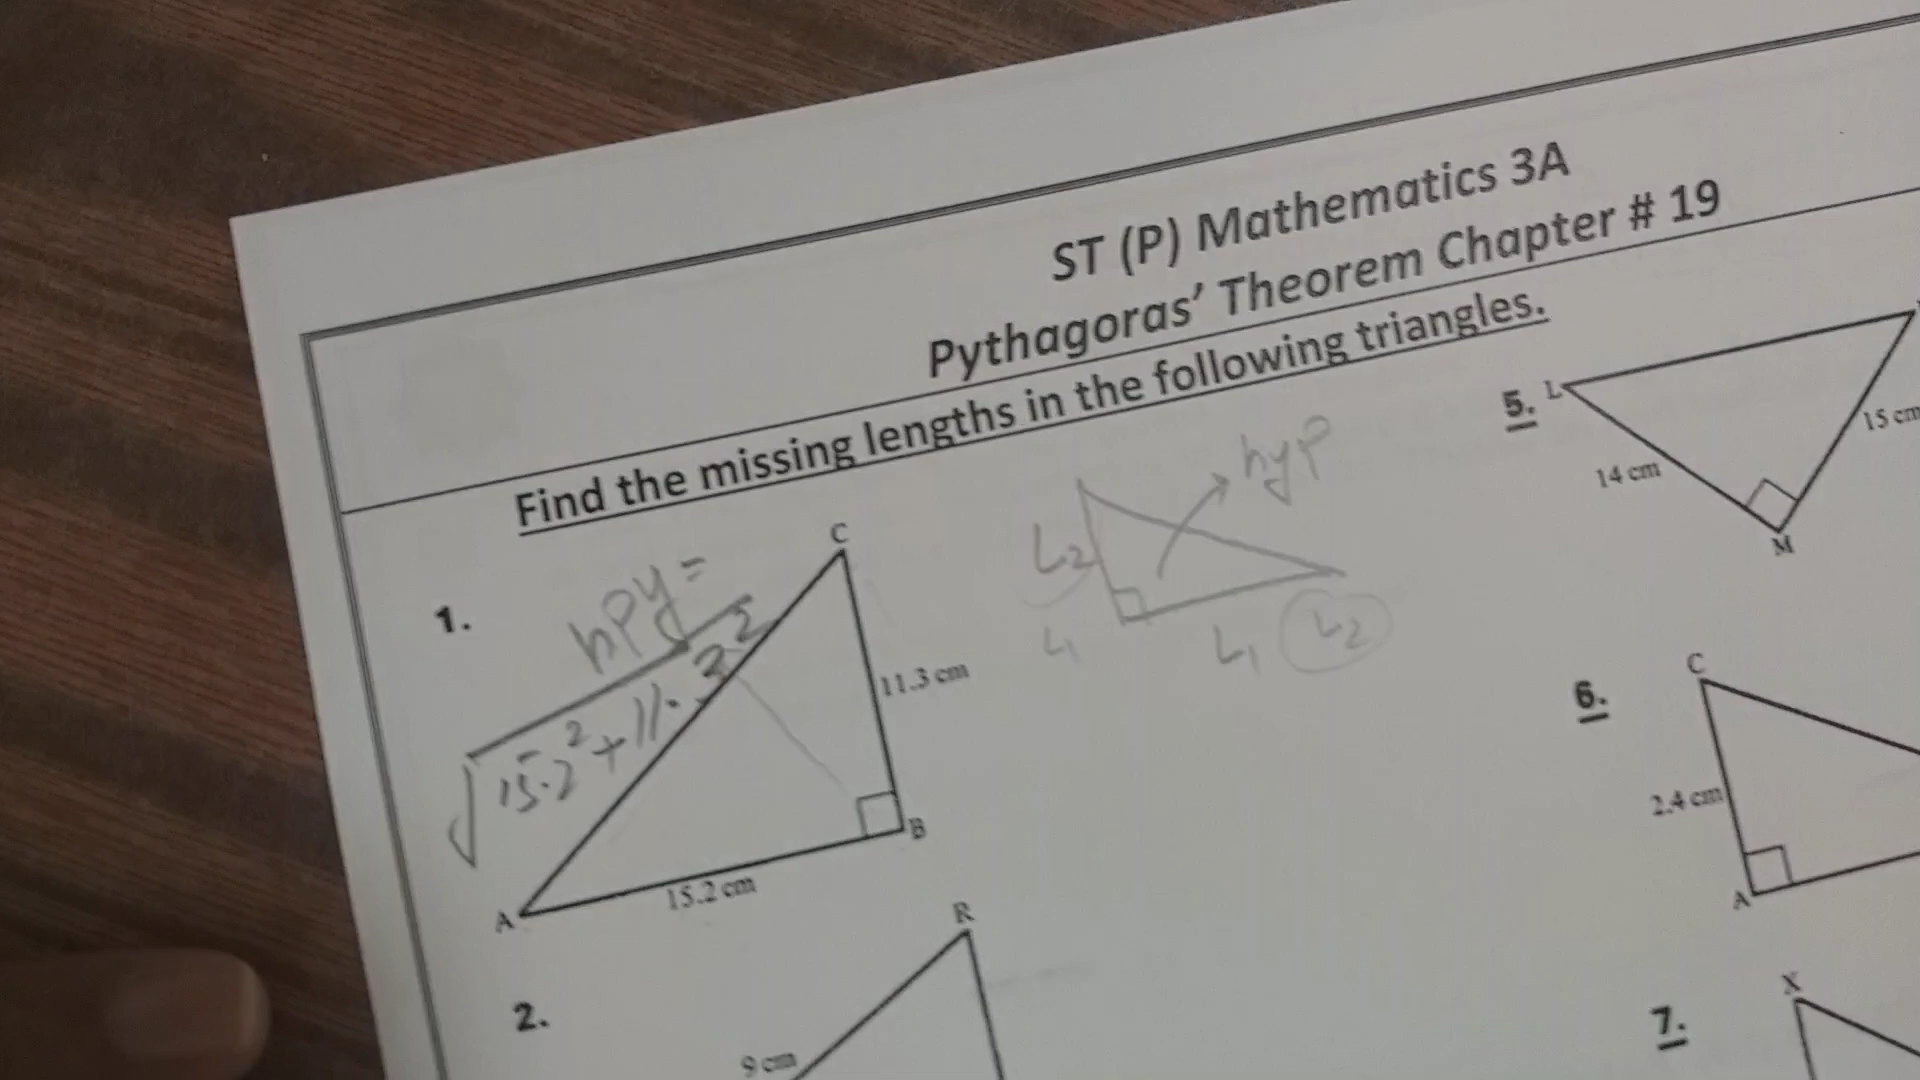 ST (P) Mathematics 3A
Pythagoras' Theorem Chapter # 19
Find the missing lengths in the following triangles.
1.
hPy =
√15.2² + 11.3²
C
11.3 cm
B
15.2 cm
A
hyp
L2
L1
L1
L2
2.
R
9 cm
5.
L
14 cm
15 cm
M
6.
C
2.4 cm
A
7.
X